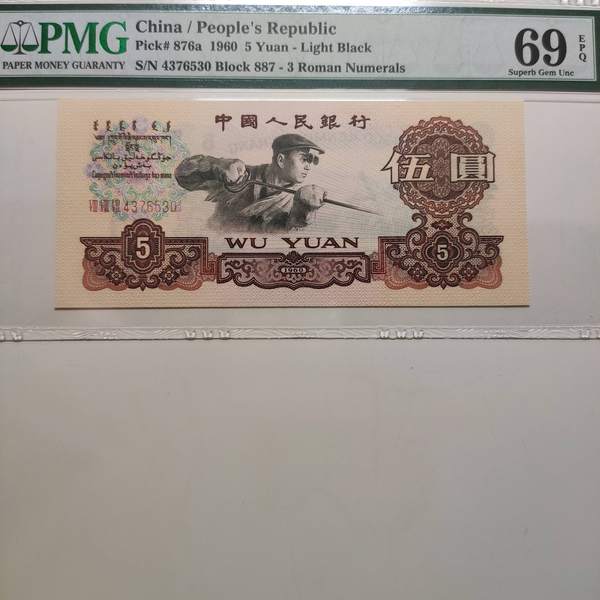 PMG
PAPER MONEY GUARANTY
China / People's Republic
Pick# 876a 1960 5 Yuan - Light Black
S/N 4376530 Block 887 - 3 Roman Numerals
69
EPQ
Superb Gem Unc
中國人民銀行
伍圓
4376530
5
WU YUAN
5
1960